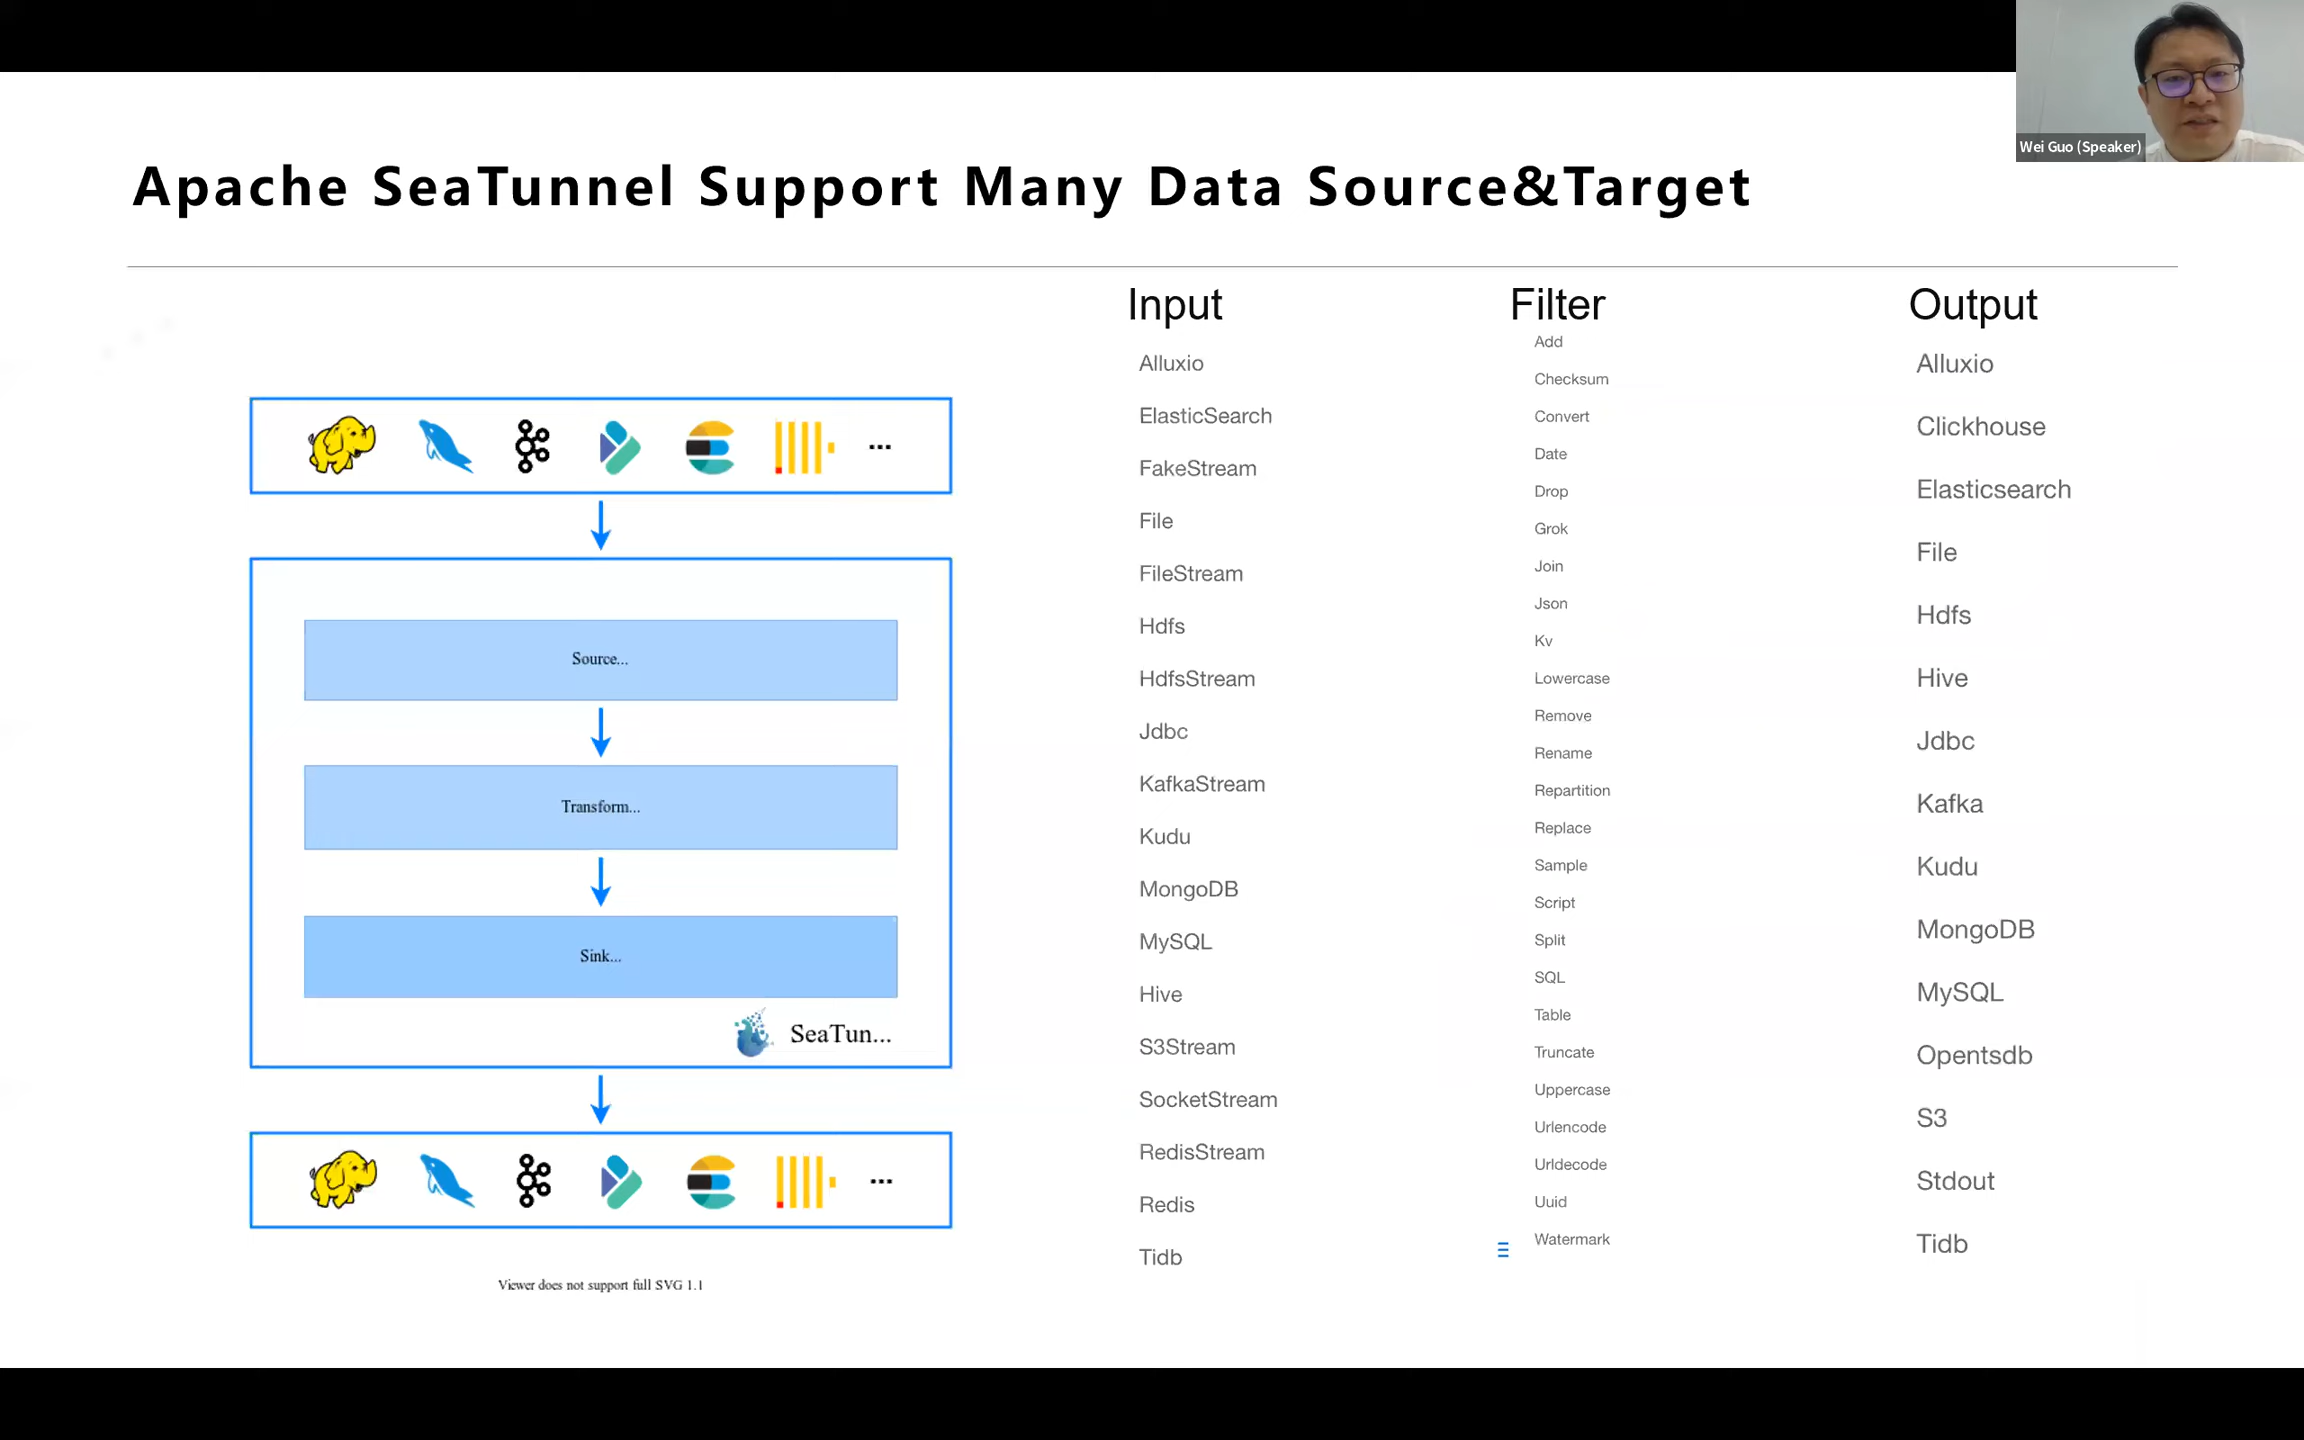 Wei Guo (Speaker)
Apache SeaTunnel Support Many Data Source&Target
...
Source...
Transform...
Sink...
SeaTun...
...
Viewer does not support full SVG 1.1
Input
Alluxio
ElasticSearch
FakeStream
File
FileStream
Hdfs
HdfsStream
Jdbc
KafkaStream
Kudu
MongoDB
MySQL
Hive
S3Stream
SocketStream
RedisStream
Redis
Tidb
Filter
Add
Checksum
Convert
Date
Drop
Grok
Join
Json
Kv
Lowercase
Remove
Rename
Repartition
Replace
Sample
Script
Split
SQL
Table
Truncate
Uppercase
Urlencode
Urldecode
Uuid
Watermark
Output
Alluxio
Clickhouse
Elasticsearch
File
Hdfs
Hive
Jdbc
Kafka
Kudu
MongoDB
MySQL
Opentsdb
S3
Stdout
Tidb